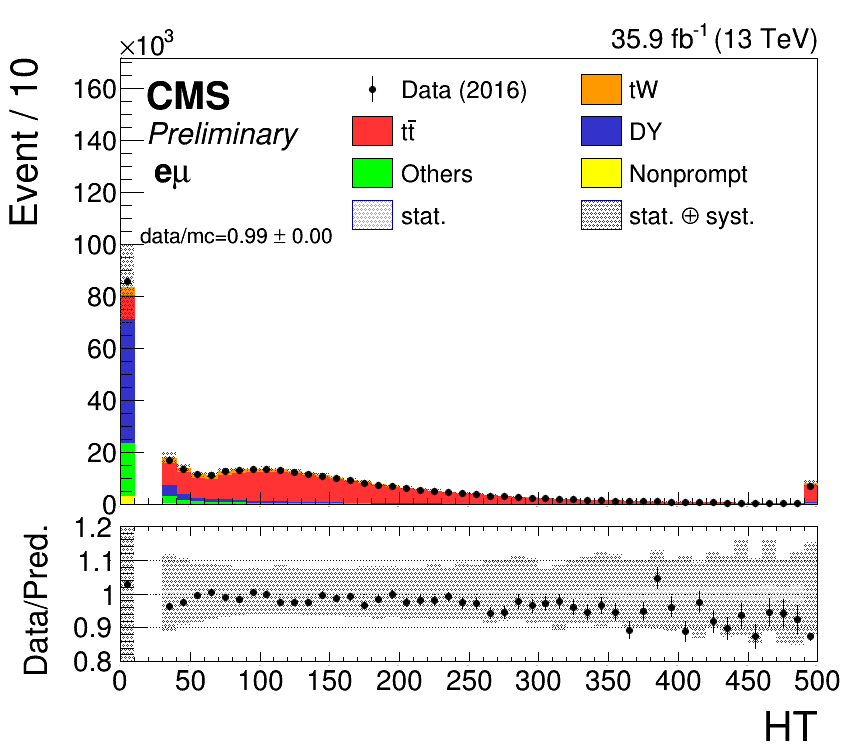 ×10³
35.9 fb⁻¹ (13 TeV)
Event / 10
CMS
Preliminary
eμ
data/mc=0.99 ± 0.00
Data (2016)
tW
tt̄
DY
Others
Nonprompt
stat.
stat. ⊕ syst.
160
140
120
100
80
60
40
20
0
Data/Pred.
1.2
1.1
1
0.9
0.8
0 50 100 150 200 250 300 350 400 450 500
HT